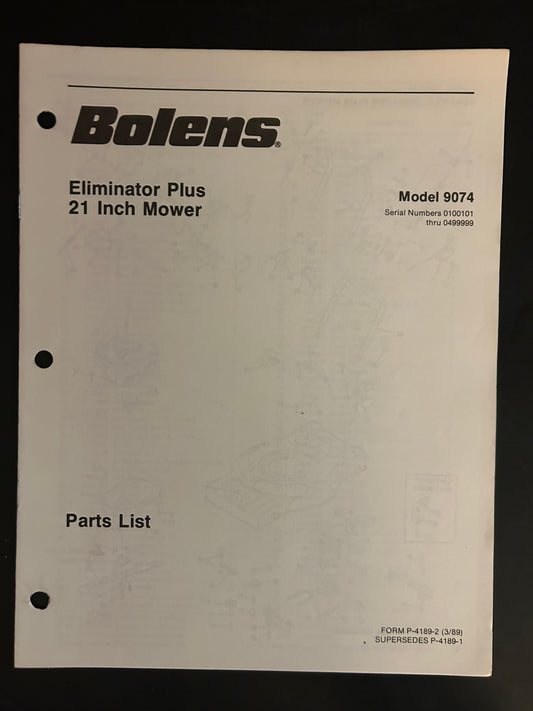 Bolens®
Eliminator Plus
21 Inch Mower
Model 9074
Serial Numbers 0100101
thru 0499999
Parts List
FORM P-4189-2 (3/89)
SUPERSEDES P-4189-1